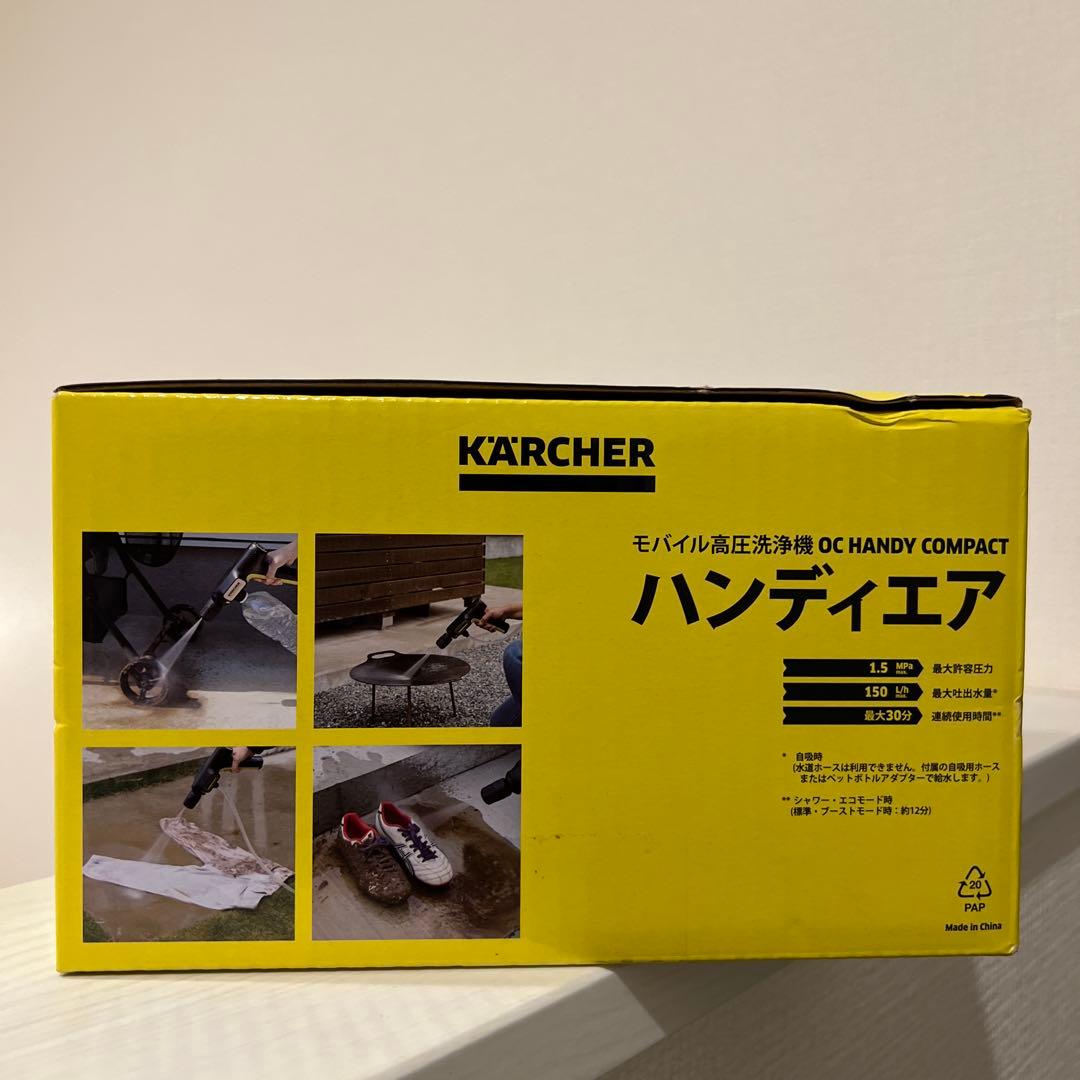 KÄRCHER
モバイル高圧洗浄機 OC HANDY COMPACT
ハンディエア
1.5 MPa max. 最大許容圧力
150 L/h max. 最大吐出水量*
最大30分 連続使用時間**
* 自吸時
(水道ホースは利用できません。付属の自吸用ホース
またはペットボトルアダプターで給水します。)
** シャワー・エコモード時
(標準・ブーストモード時：約12分)
20
PAP
Made in China